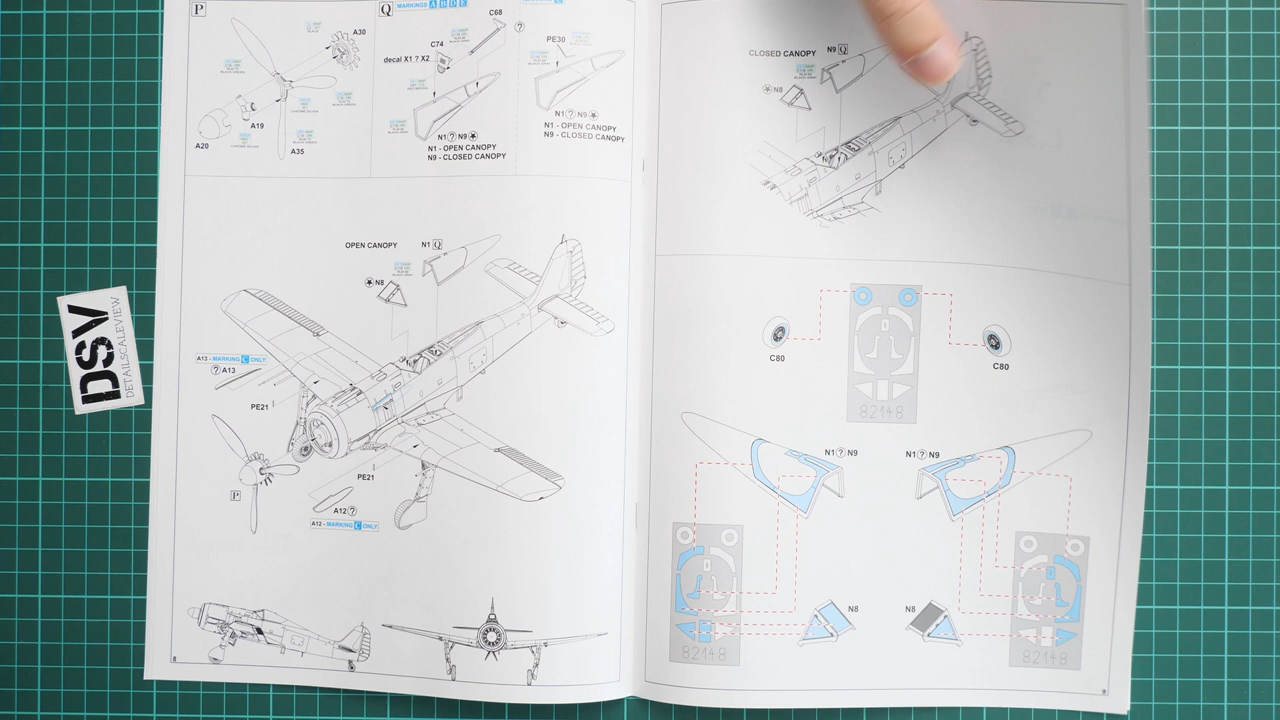 P
A30
A19
A20
A35
Q
MARKINGS A B D E
C68
C74
decal X1 ? X2
N1 ? N9
N1 - OPEN CANOPY
N9 - CLOSED CANOPY
?
PE30
N1 ? N9
N1 - OPEN CANOPY
N9 - CLOSED CANOPY
OPEN CANOPY
N1 Q
N8
A13 - MARKING C ONLY
? A13
PE21
P
PE21
A12 ?
A12 - MARKING C ONLY
8
CLOSED CANOPY
N9 Q
N8
C80
C80
82148
N1 ? N9
N1 ? N9
N8
N8
82148
82148
9
DSV
DETAILSCALEVIEW